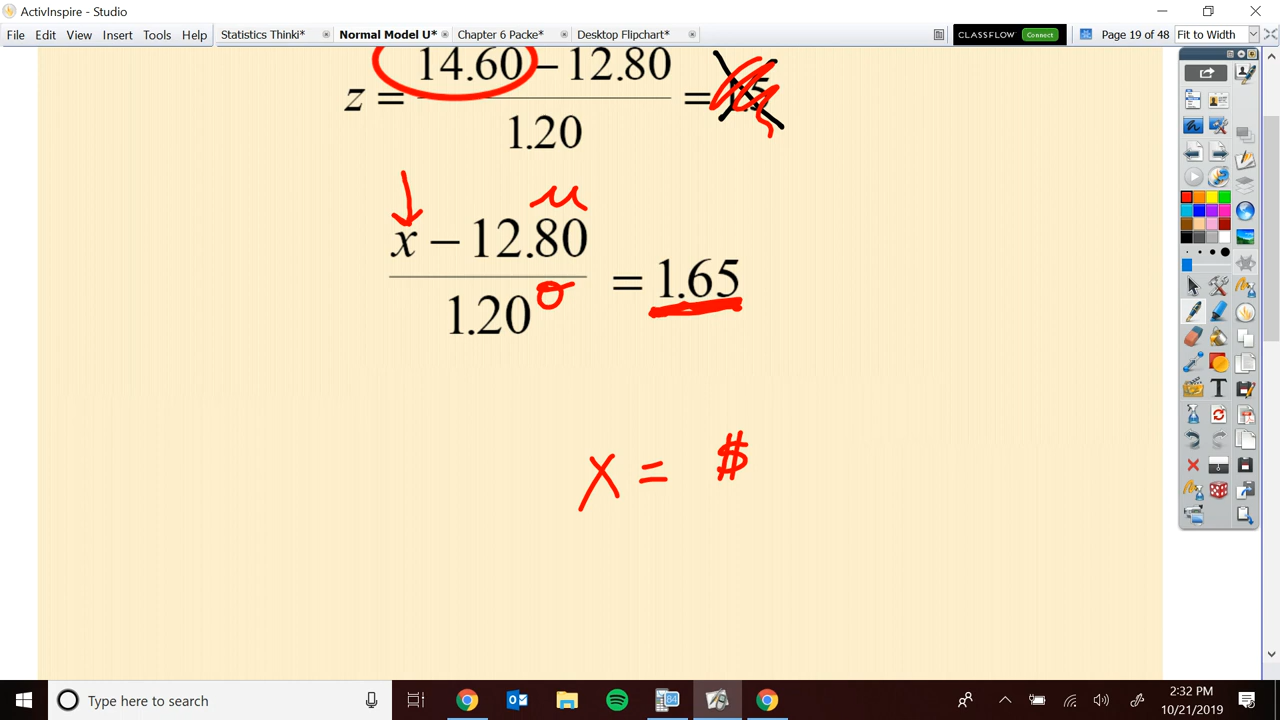 ActivInspire - Studio
File Edit View Insert Tools Help Statistics Thinki* Normal Model U* Chapter 6 Packe* Desktop Flipchart* CLASSFLOW Connect Page 19 of 48 Fit to Width
14.60 – 12.80
z = =
1.20
μ
x – 12.80
= 1.65
1.20 σ
X = $
Type here to search
2:32 PM
10/21/2019